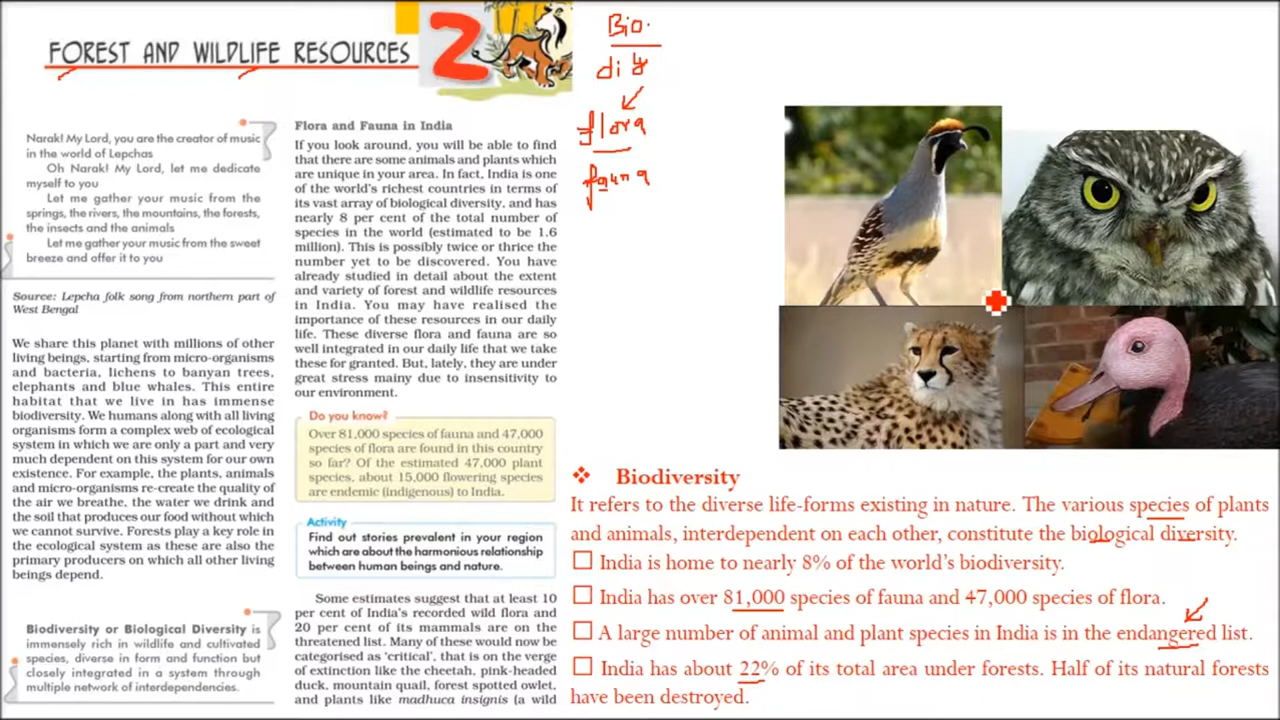 FOREST AND WILDLIFE RESOURCES
2
Narak! My Lord, you are the creator of music
in the world of Lepchas
Oh Narak! My Lord, let me dedicate
myself to you
Let me gather your music from the
springs, the rivers, the mountains, the forests,
the insects and the animals
Let me gather your music from the sweet
breeze and offer it to you
Source: Lepcha folk song from northern part of
West Bengal
We share this planet with millions of other
living beings, starting from micro-organisms
and bacteria, lichens to banyan trees,
elephants and blue whales. This entire
habitat that we live in has immense
biodiversity. We humans along with all living
organisms form a complex web of ecological
system in which we are only a part and very
much dependent on this system for our own
existence. For example, the plants, animals
and micro-organisms re-create the quality of
the air we breathe, the water we drink and
the soil that produces our food without which
we cannot survive. Forests play a key role in
the ecological system as these are also the
primary producers on which all other living
beings depend.
Biodiversity or Biological Diversity is
immensely rich in wildlife and cultivated
species, diverse in form and function but
closely integrated in a system through
multiple network of interdependencies.
Flora and Fauna in India
If you look around, you will be able to find
that there are some animals and plants which
are unique in your area. In fact, India is one
of the world's richest countries in terms of
its vast array of biological diversity, and has
nearly 8 per cent of the total number of
species in the world (estimated to be 1.6
million). This is possibly twice or thrice the
number yet to be discovered. You have
already studied in detail about the extent
and variety of forest and wildlife resources
in India. You may have realised the
importance of these resources in our daily
life. These diverse flora and fauna are so
well integrated in our daily life that we take
these for granted. But, lately, they are under
great stress mainy due to insensitivity to
our environment.
Do you know?
Over 81,000 species of fauna and 47,000
species of flora are found in this country
so far? Of the estimated 47,000 plant
species, about 15,000 flowering species
are endemic (indigenous) to India.
Activity
Find out stories prevalent in your region
which are about the harmonious relationship
between human beings and nature.
Some estimates suggest that at least 10
per cent of India's recorded wild flora and
20 per cent of its mammals are on the
threatened list. Many of these would now be
categorised as 'critical', that is on the verge
of extinction like the cheetah, pink-headed
duck, mountain quail, forest spotted owlet,
and plants like madhuca insignis (a wild
Bio.
flora
fauna
❖ Biodiversity
It refers to the diverse life-forms existing in nature. The various species of plants
and animals, interdependent on each other, constitute the biological diversity.
☐ India is home to nearly 8% of the world's biodiversity.
☐ India has over 81,000 species of fauna and 47,000 species of flora.
☐ A large number of animal and plant species in India is in the endangered list.
☐ India has about 22% of its total area under forests. Half of its natural forests
have been destroyed.